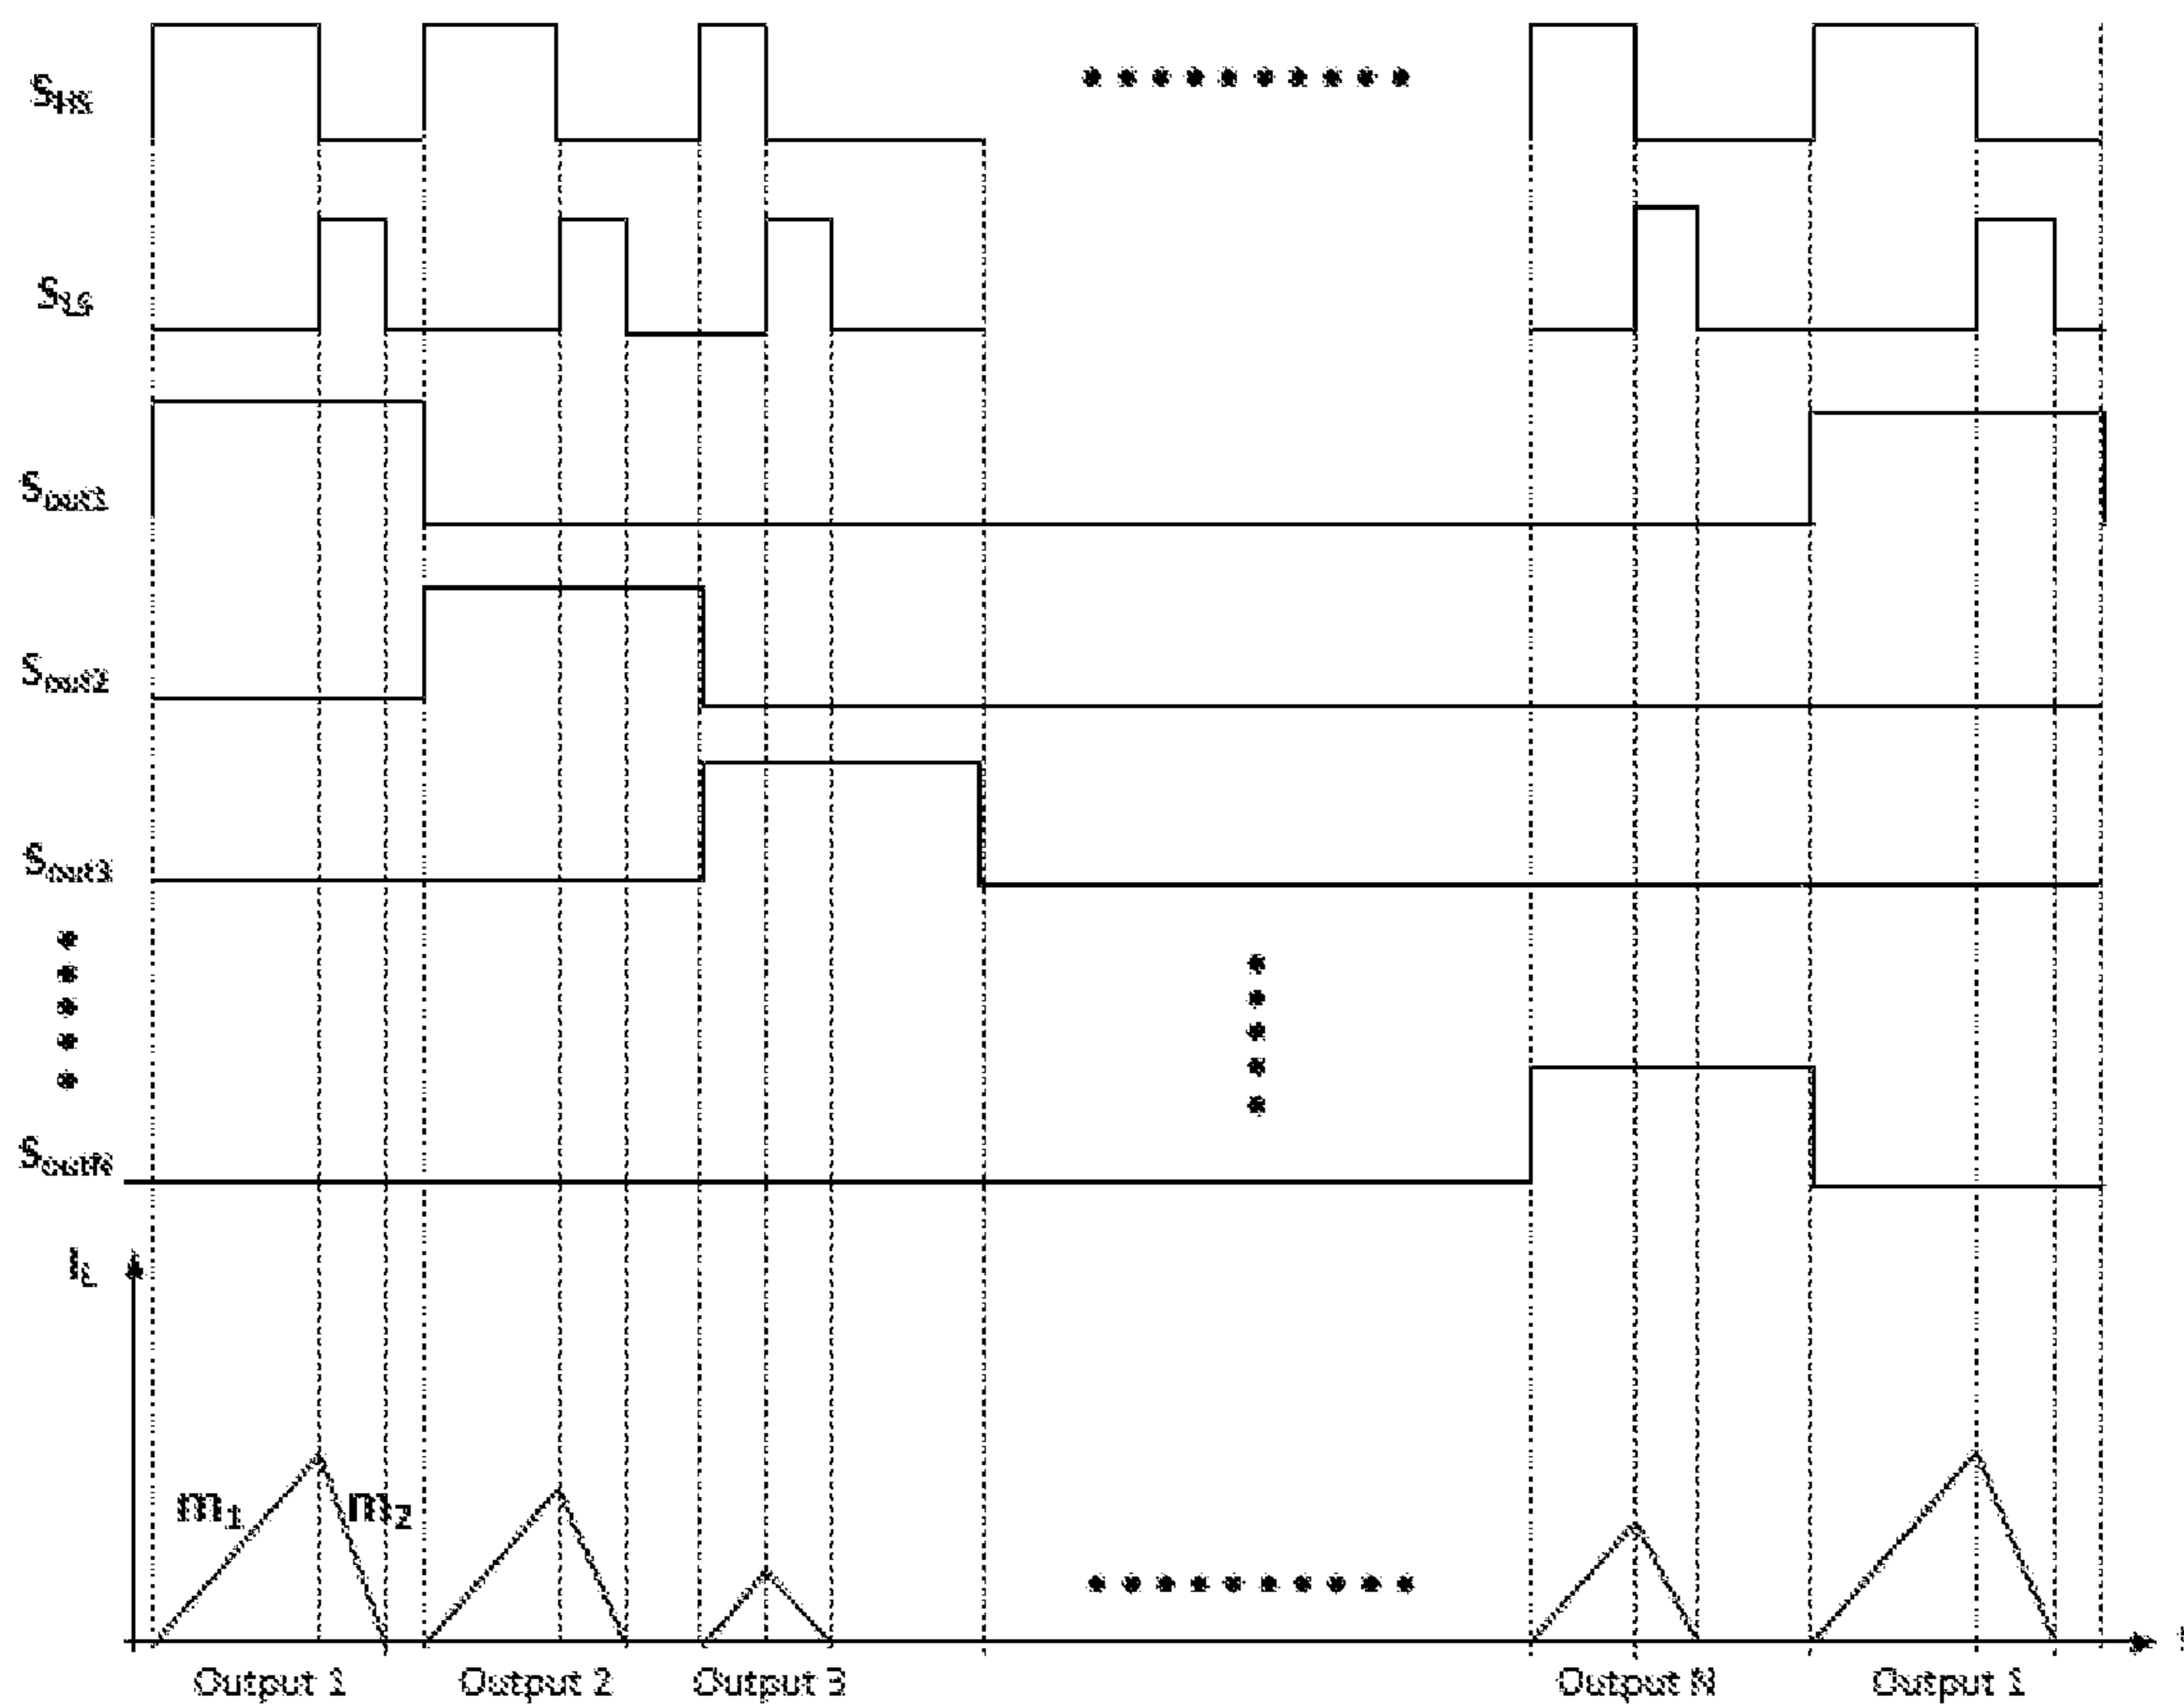 S_HS
S_LS
S_out1
S_out2
S_out3
S_outN
I_L
m_1
m_2
t
Output 1
Output 2
Output 3
Output N
Output 1